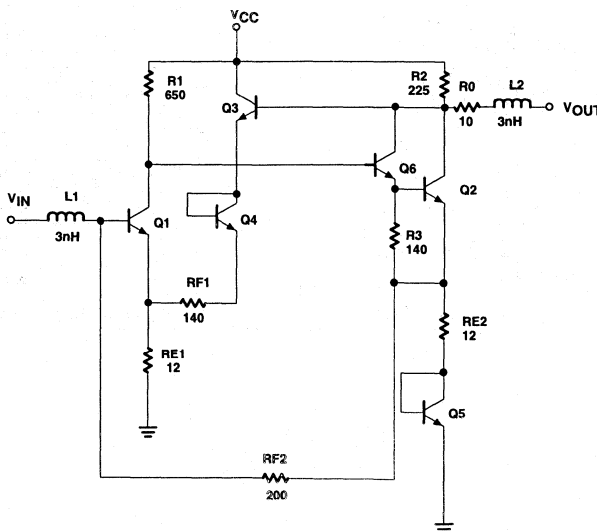 VCC
R1
650
R2
225
R0
10
L2
3nH
VOUT
Q3
Q6
Q2
VIN
L1
3nH
Q1
Q4
R3
140
RF1
140
RE1
12
RE2
12
Q5
RF2
200